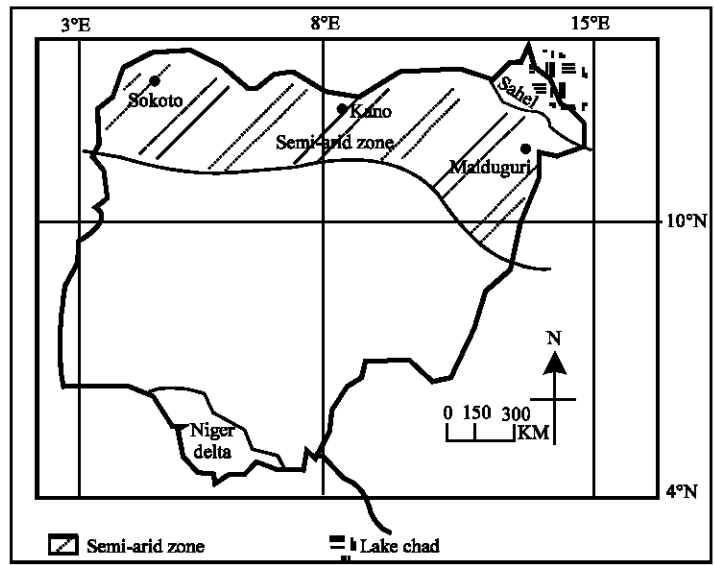 3°E 8°E 15°E
Sokoto
Kano
Sahel
Semi-arid zone
Maiduguri
10°N
N
0 150 300
KM
Niger
delta
4°N
Semi-arid zone Lake chad